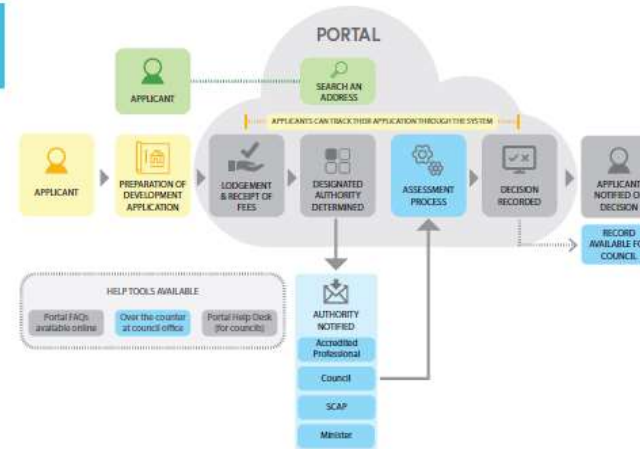 PORTAL
APPLICANT
SEARCH AN
ADDRESS
APPLICANTS CAN TRACK THEIR APPLICATION THROUGH THE SYSTEM
APPLICANT
PREPARATION OF
DEVELOPMENT
APPLICATION
LODGEMENT
& RECEIPT OF
FEES
DESIGNATED
AUTHORITY
DETERMINED
ASSESSMENT
PROCESS
DECISION
RECORDED
APPLICANT
NOTIFIED O
DECISION
RECORD
AVAILABLE FO
COUNCIL
HELP TOOLS AVAILABLE
Portal FAQs
available online
Over the counter
at council office
Portal Help Desk
(for councils)
AUTHORITY
NOTIFIED
Accredited
Professional
Council
SCAP
Minister